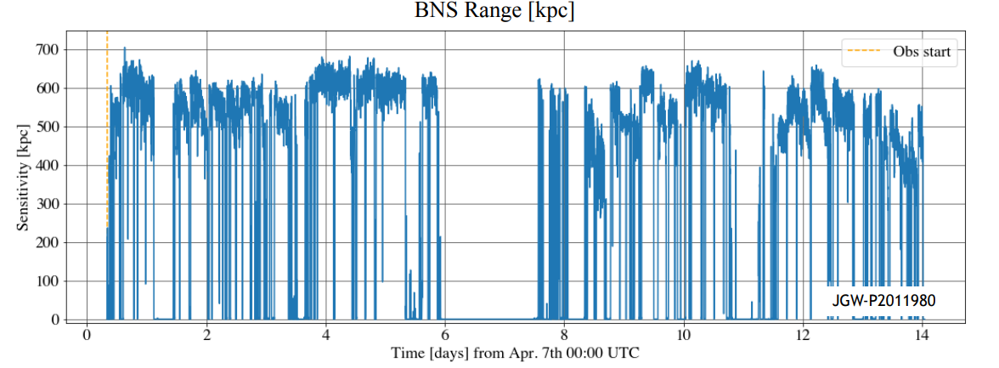 BNS Range [kpc]
Sensitivity [kpc]
700
600
500
400
300
200
100
0
Obs start
JGW-P2011980
0 2 4 6 8 10 12 14
Time [days] from Apr. 7th 00:00 UTC